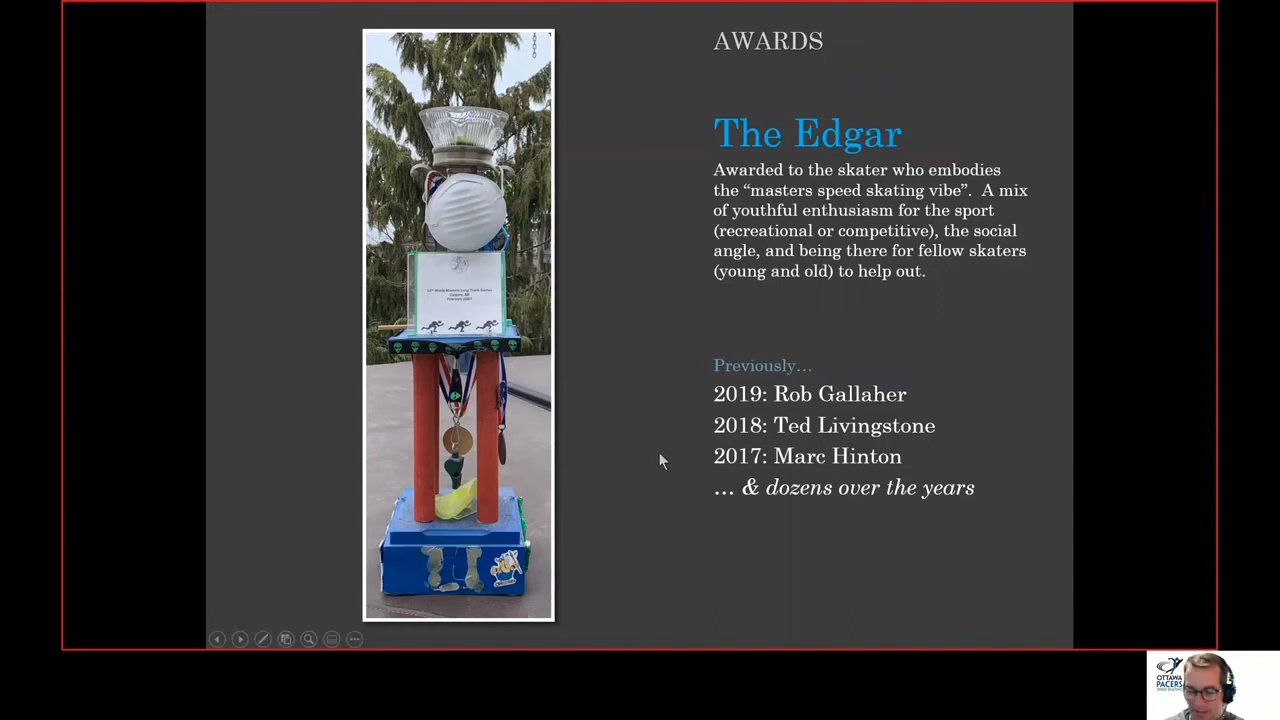 AWARDS
The Edgar
Awarded to the skater who embodies
the “masters speed skating vibe”. A mix
of youthful enthusiasm for the sport
(recreational or competitive), the social
angle, and being there for fellow skaters
(young and old) to help out.
Previously…
2019: Rob Gallaher
2018: Ted Livingstone
2017: Marc Hinton
… & dozens over the years
OTTAWA
PACERS